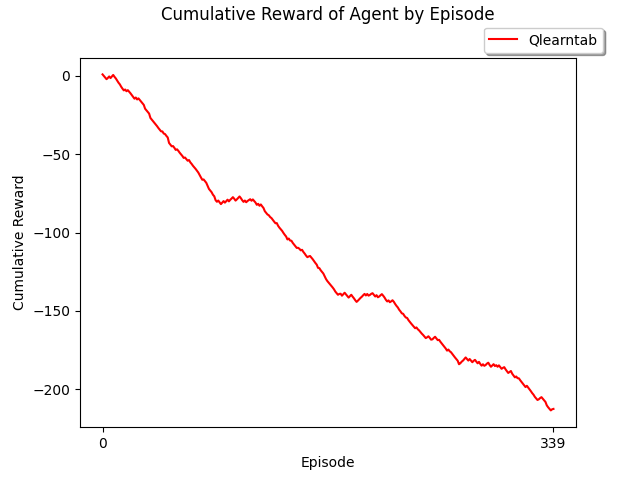 Cumulative Reward of Agent by Episode
Qlearntab
0
−50
−100
−150
−200
Cumulative Reward
0
339
Episode